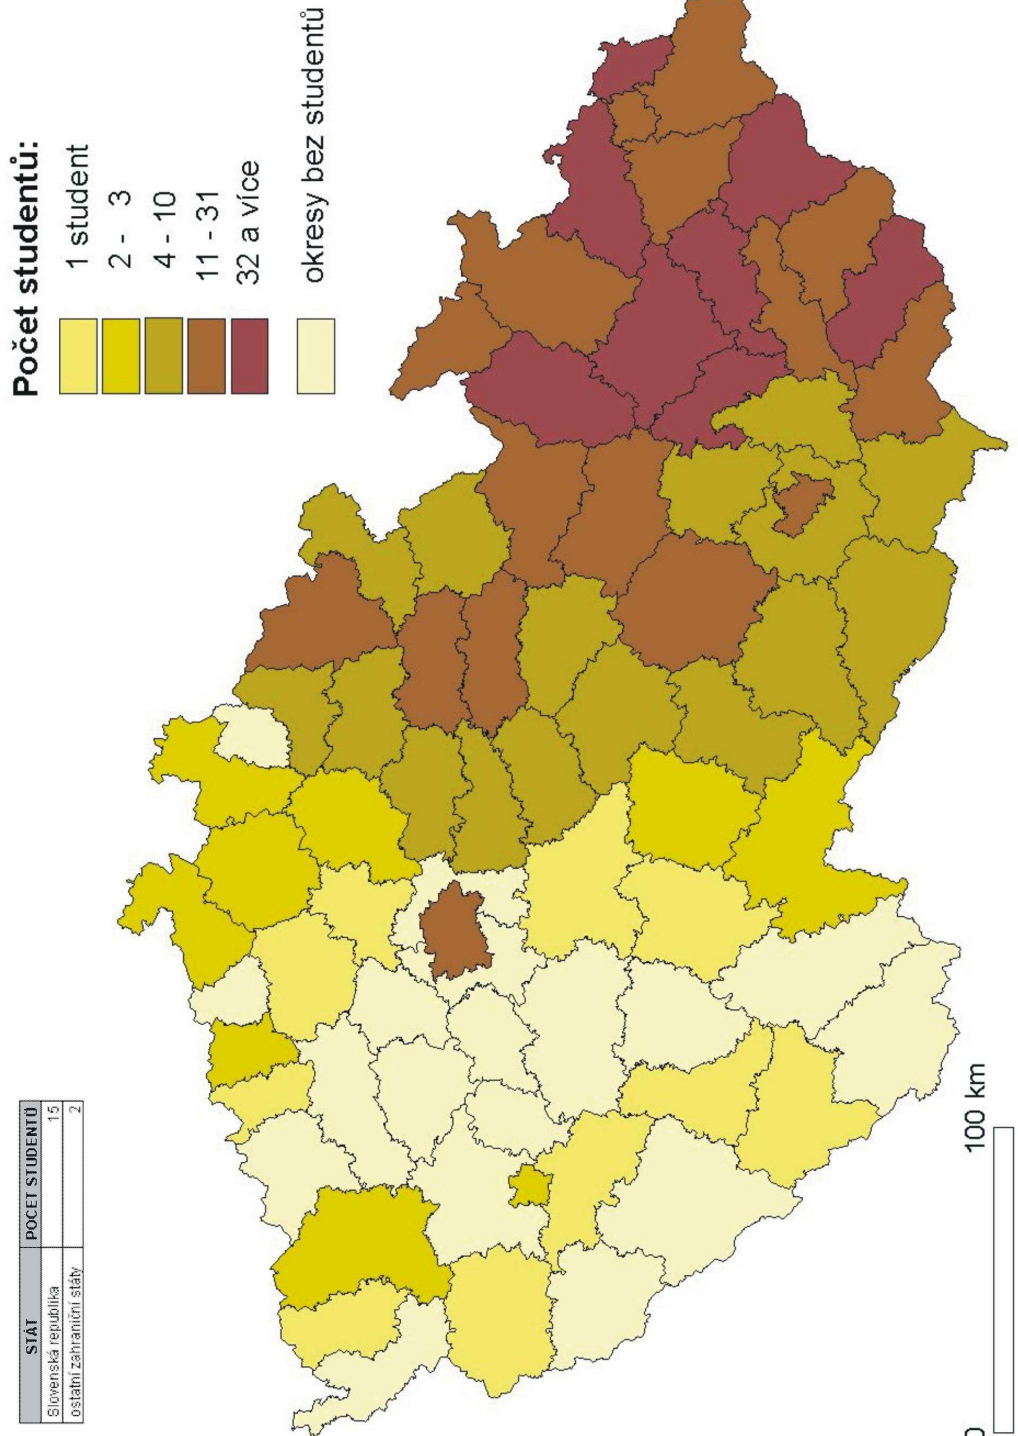 Počet studentů:
1 student
2 - 3
4 - 10
11 - 31
32 a více
okresy bez studentů
STÁT POČET STUDENTŮ
Slovenská republika 15
ostatní zahraniční státy 2
0 100 km